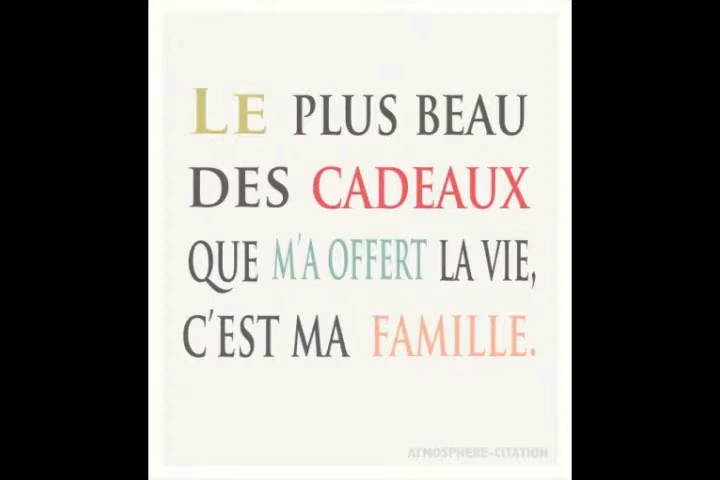 LE PLUS BEAU
DES CADEAUX
QUE M'A OFFERT LA VIE,
C'EST MA FAMILLE.
ATMOSPHERE-CITATION